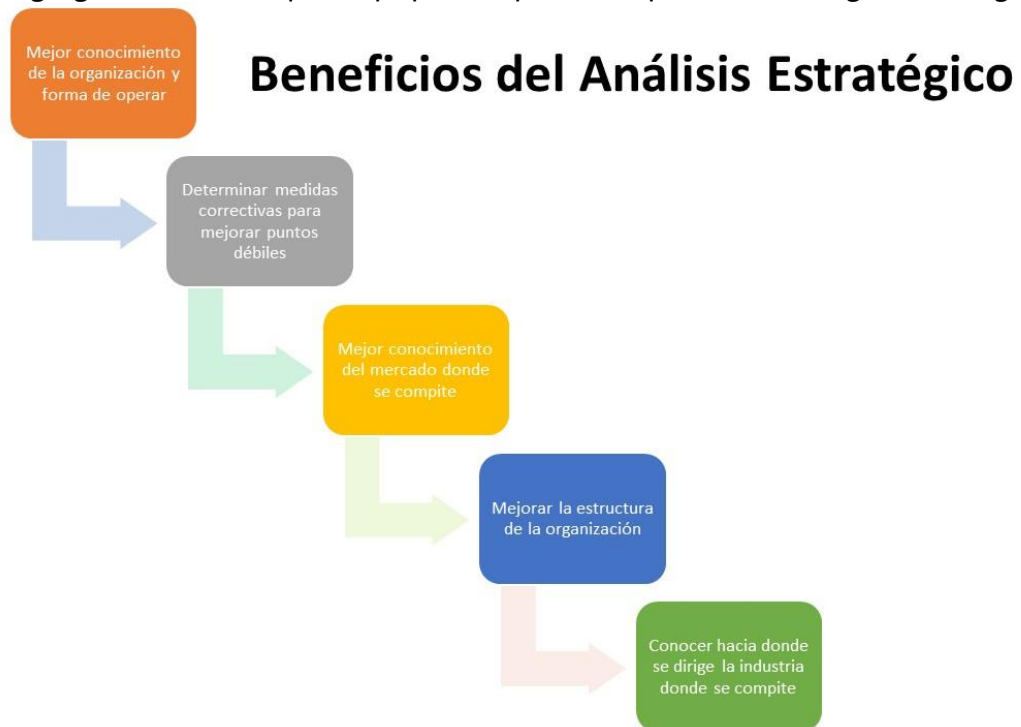 Beneficios del Análisis Estratégico
Mejor conocimiento
de la organización y
forma de operar
Determinar medidas
correctivas para
mejorar puntos
débiles
Mejor conocimiento
del mercado donde
se compite
Mejorar la estructura
de la organización
Conocer hacia donde
se dirige la industria
donde se compite